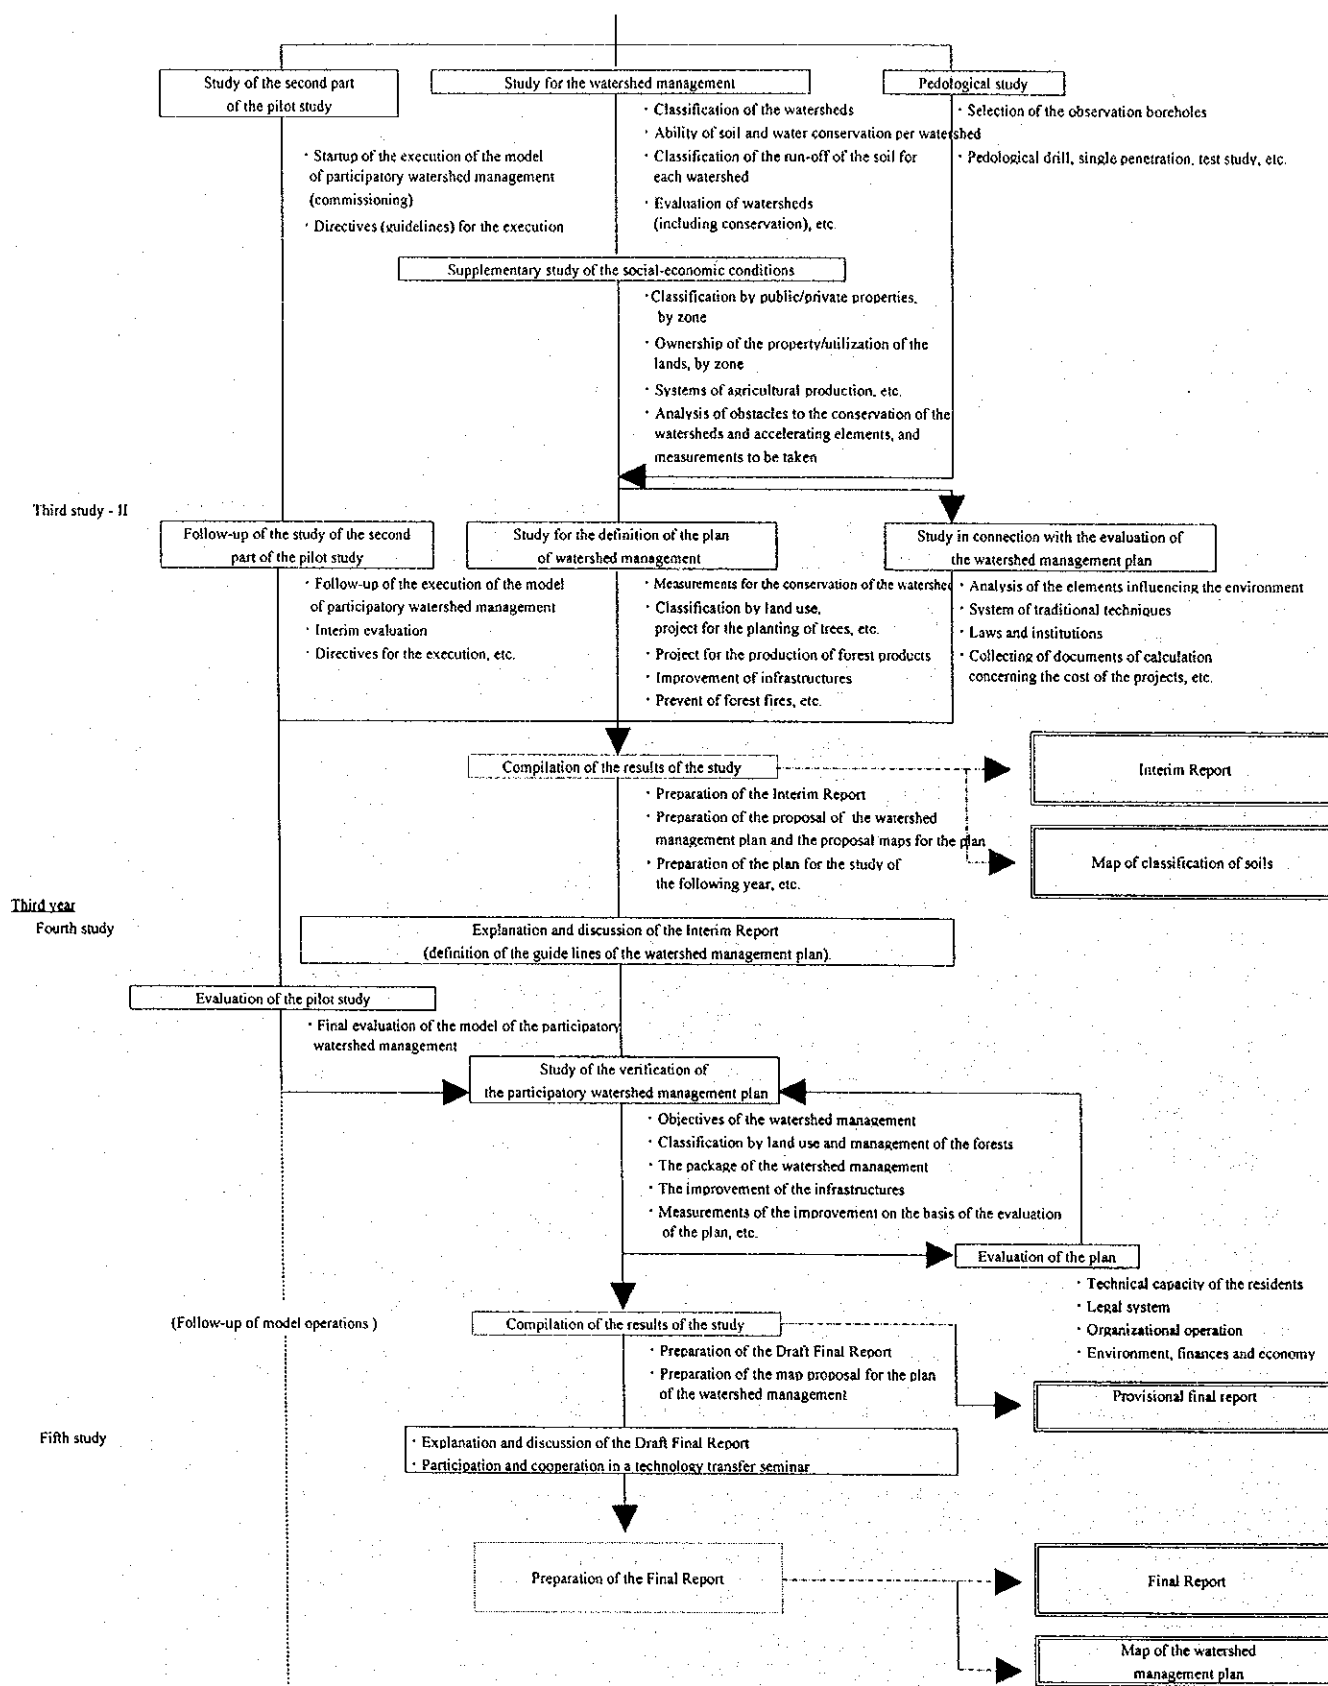 Study of the second part
of the pilot study
Study for the watershed management
Pedological study
· Startup of the execution of the model
of participatory watershed management
(commissioning)
· Directives (guidelines) for the execution
· Classification of the watersheds
· Ability of soil and water conservation per watershed
· Classification of the run-off of the soil for
each watershed
· Evaluation of watersheds
(including conservation), etc.
· Selection of the observation boreholes
· Pedological drill, single penetration, test study, etc.
Supplementary study of the social-economic conditions
· Classification by public/private properties,
by zone
· Ownership of the property/utilization of the
lands, by zone
· Systems of agricultural production, etc.
· Analysis of obstacles to the conservation of the
watersheds and accelerating elements, and
measurements to be taken
Third study - II
Follow-up of the study of the second
part of the pilot study
Study for the definition of the plan
of watershed management
Study in connection with the evaluation of
the watershed management plan
· Follow-up of the execution of the model
of participatory watershed management
· Interim evaluation
· Directives for the execution, etc.
· Measurements for the conservation of the watershed
· Classification by land use,
project for the planting of trees, etc.
· Project for the production of forest products
· Improvement of infrastructures
· Prevent of forest fires, etc.
· Analysis of the elements influencing the environment
· System of traditional techniques
· Laws and institutions
· Collecting of documents of calculation
concerning the cost of the projects, etc.
Compilation of the results of the study
Interim Report
· Preparation of the Interim Report
· Preparation of the proposal of the watershed
management plan and the proposal maps for the plan
· Preparation of the plan for the study of
the following year, etc.
Map of classification of soils
Third year
Fourth study
Explanation and discussion of the Interim Report
(definition of the guide lines of the watershed management plan).
Evaluation of the pilot study
· Final evaluation of the model of the participatory
watershed management
Study of the verification of
the participatory watershed management plan
· Objectives of the watershed management
· Classification by land use and management of the forests
· The package of the watershed management
· The improvement of the infrastructures
· Measurements of the improvement on the basis of the evaluation
of the plan, etc.
Evaluation of the plan
· Technical capacity of the residents
· Legal system
· Organizational operation
· Environment, finances and economy
(Follow-up of model operations )
Compilation of the results of the study
· Preparation of the Draft Final Report
· Preparation of the map proposal for the plan
of the watershed management
Provisional final report
Fifth study
· Explanation and discussion of the Draft Final Report
· Participation and cooperation in a technology transfer seminar
Preparation of the Final Report
Final Report
Map of the watershed
management plan